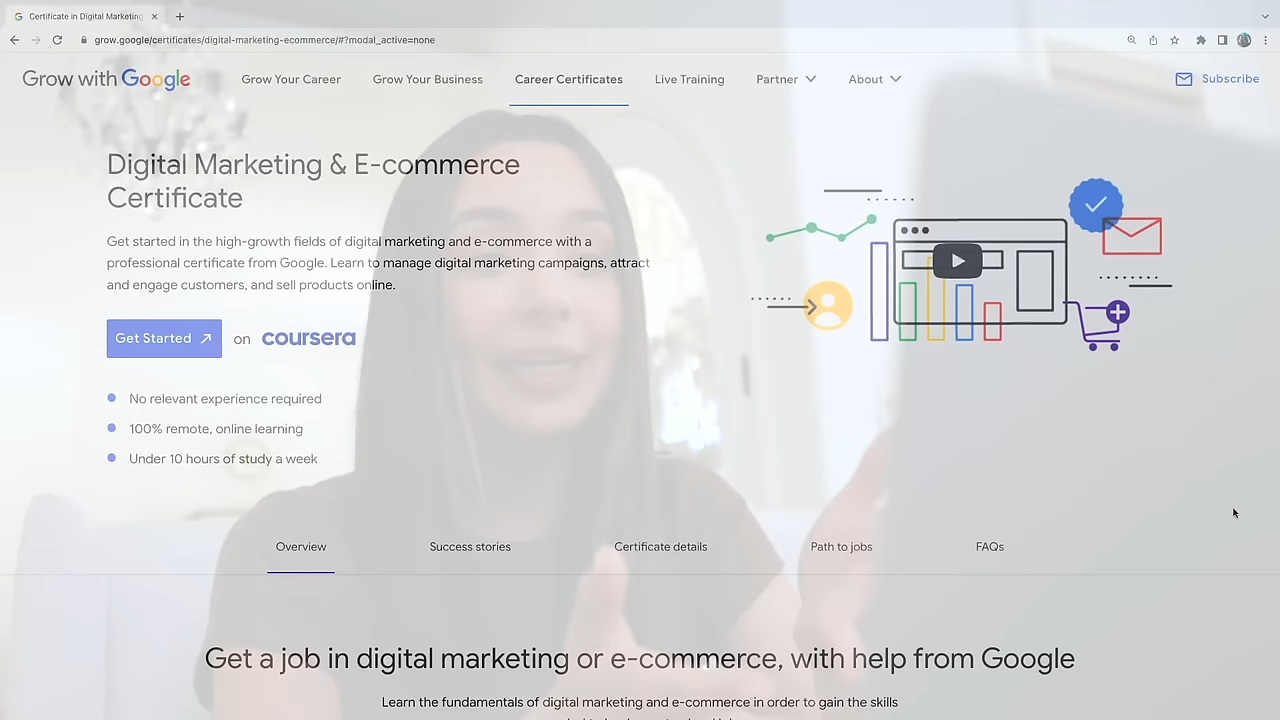 Certificate in Digital Marketing
grow.google/certificates/digital-marketing-ecommerce/#?modal_active=none
Grow with Google
Grow Your Career
Grow Your Business
Career Certificates
Live Training
Partner
About
Subscribe
Digital Marketing & E-commerce
Certificate
Get started in the high-growth fields of digital marketing and e-commerce with a
professional certificate from Google. Learn to manage digital marketing campaigns, attract
and engage customers, and sell products online.
Get Started
on coursera
No relevant experience required
100% remote, online learning
Under 10 hours of study a week
Overview
Success stories
Certificate details
Path to jobs
FAQs
Get a job in digital marketing or e-commerce, with help from Google
Learn the fundamentals of digital marketing and e-commerce in order to gain the skills